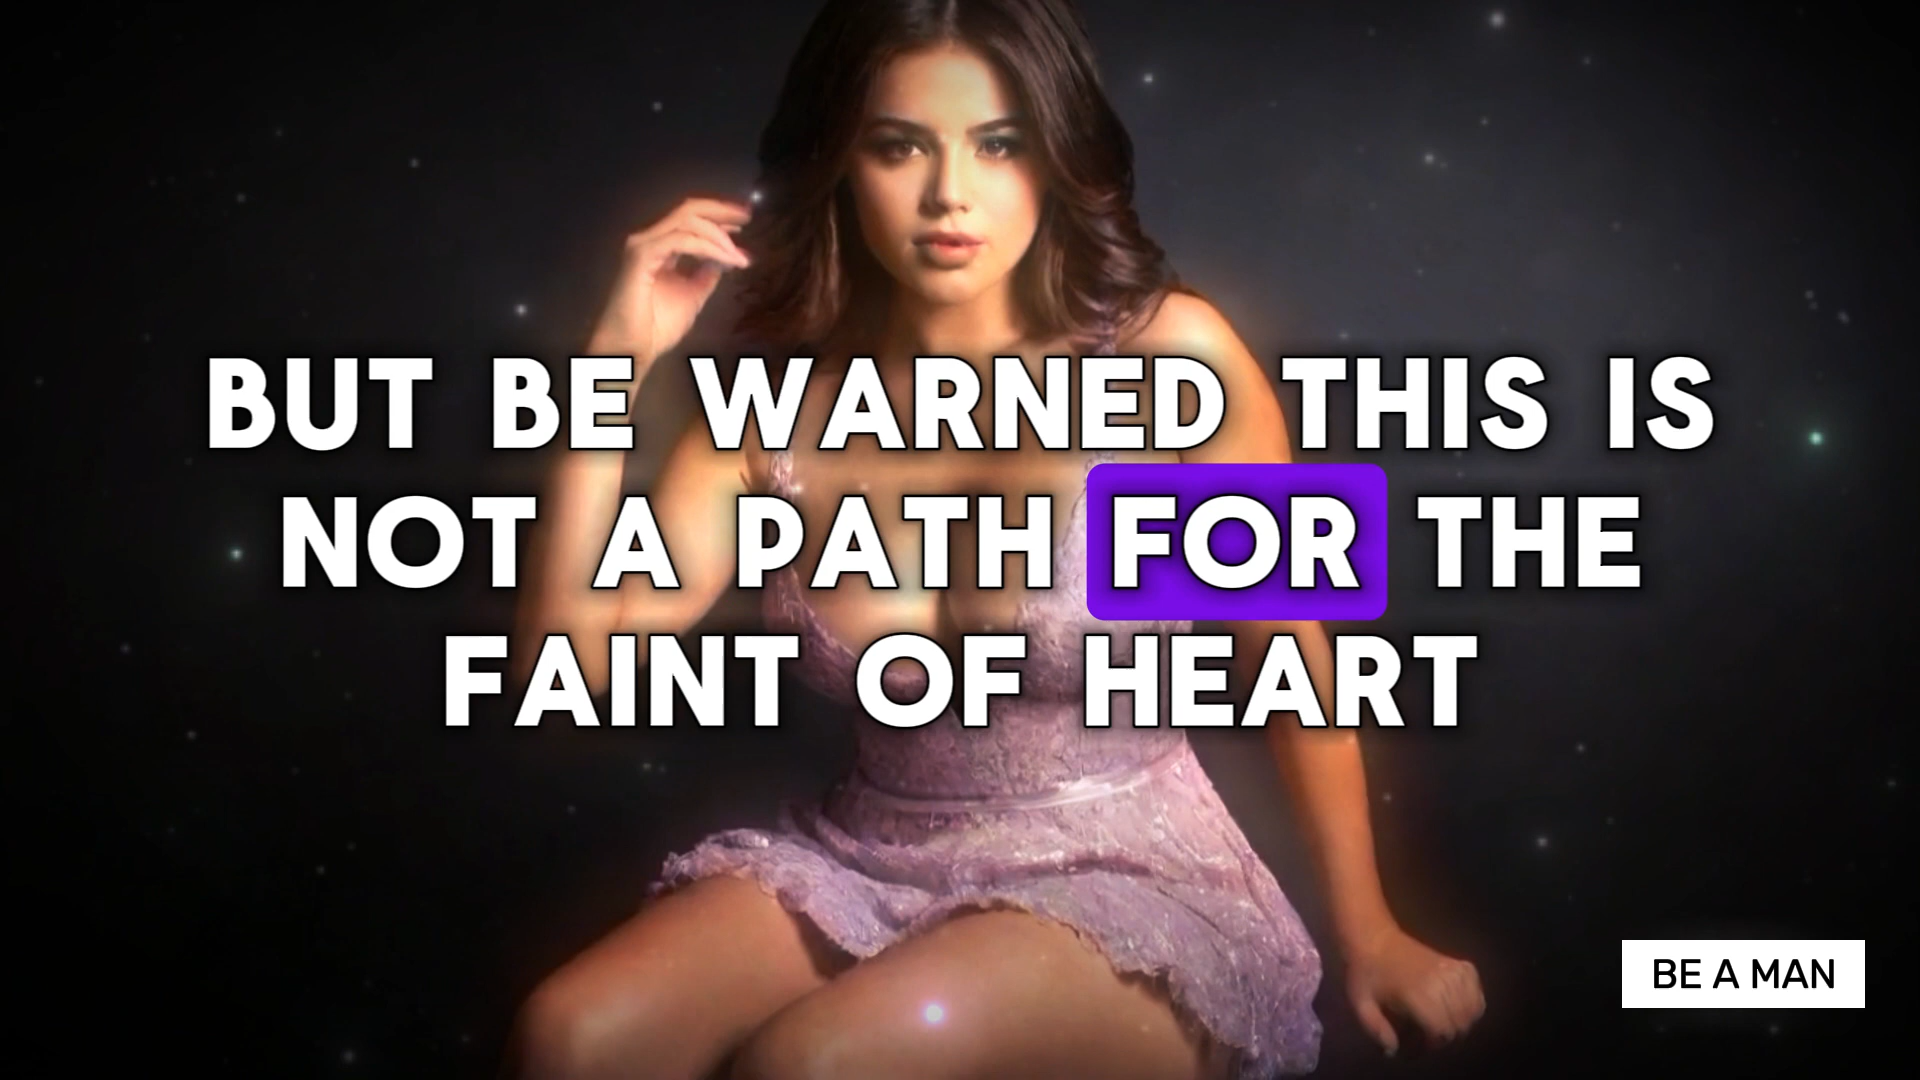 BUT BE WARNED THIS IS
NOT A PATH FOR THE
FAINT OF HEART
BE A MAN